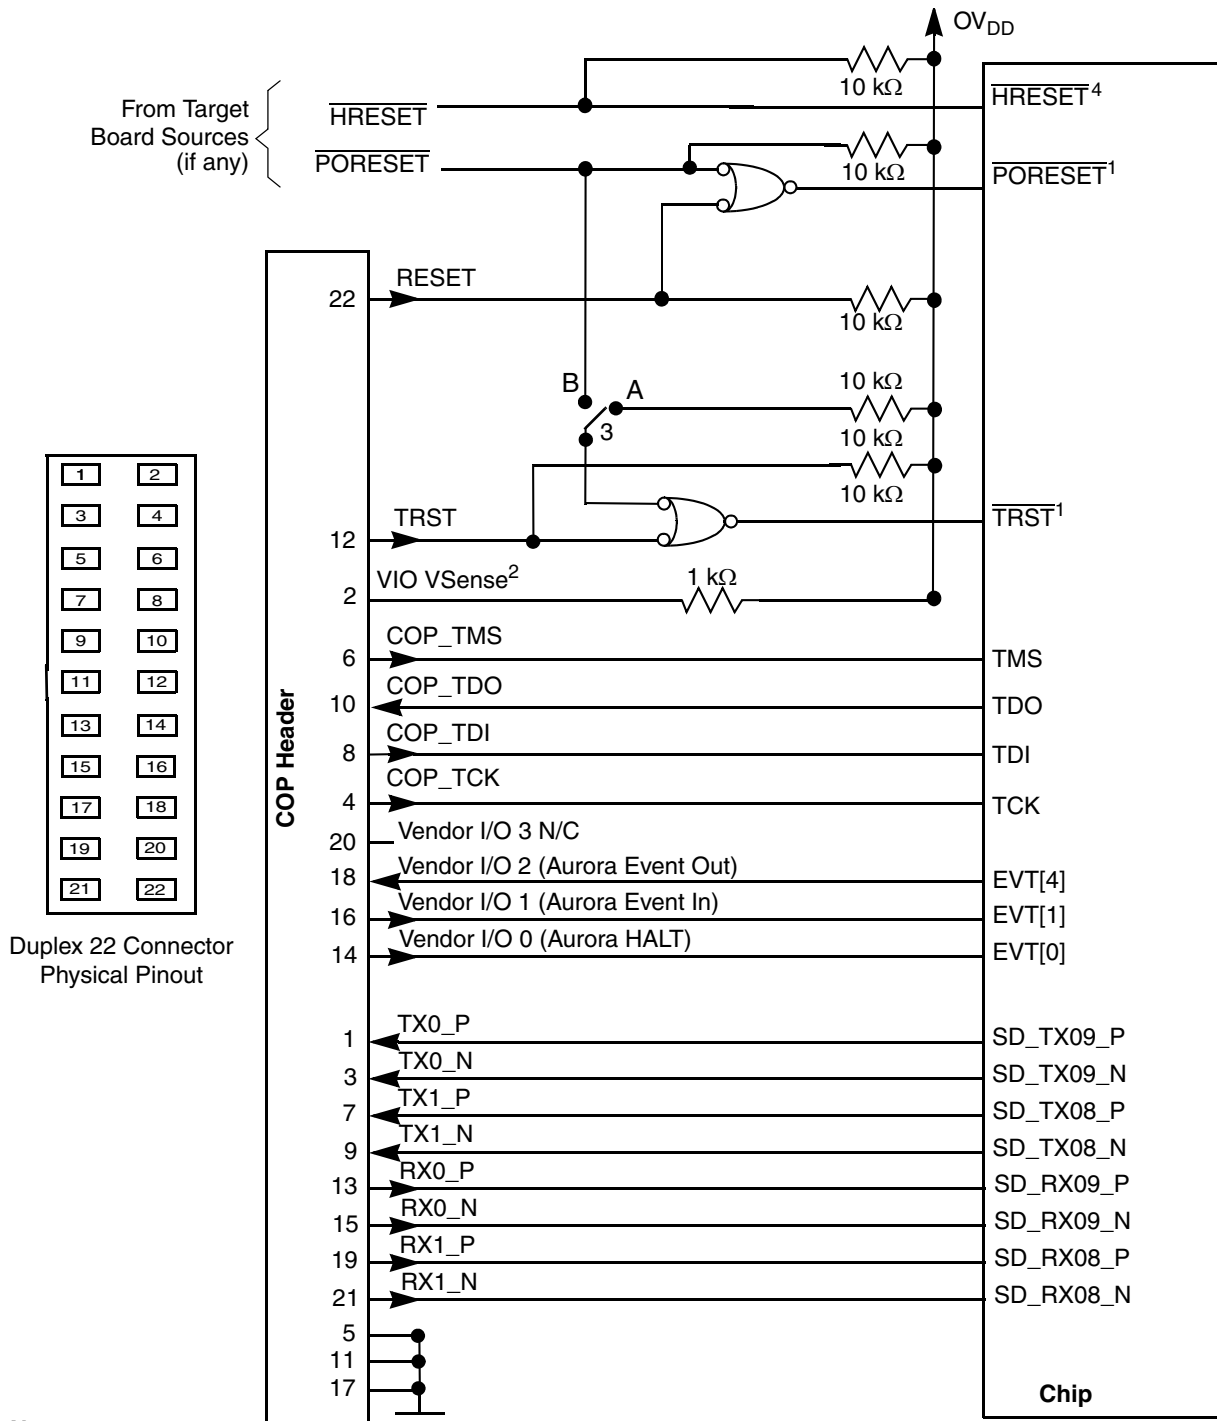 OVDD
10 kΩ
From Target
Board Sources
(if any)
HRESET
HRESET4
PORESET
10 kΩ
PORESET1
22
RESET
10 kΩ
B
A
3
10 kΩ
10 kΩ
10 kΩ
12
TRST
TRST1
2
VIO VSense2
1 kΩ
6
COP_TMS
TMS
10
COP_TDO
TDO
8
COP_TDI
TDI
4
COP_TCK
TCK
20
Vendor I/O 3 N/C
18
Vendor I/O 2 (Aurora Event Out)
EVT[4]
16
Vendor I/O 1 (Aurora Event In)
EVT[1]
14
Vendor I/O 0 (Aurora HALT)
EVT[0]
1
TX0_P
SD_TX09_P
3
TX0_N
SD_TX09_N
7
TX1_P
SD_TX08_P
9
TX1_N
SD_TX08_N
13
RX0_P
SD_RX09_P
15
RX0_N
SD_RX09_N
19
RX1_P
SD_RX08_P
21
RX1_N
SD_RX08_N
5
11
17
COP Header
Chip
1 2
3 4
5 6
7 8
9 10
11 12
13 14
15 16
17 18
19 20
21 22
Duplex 22 Connector
Physical Pinout